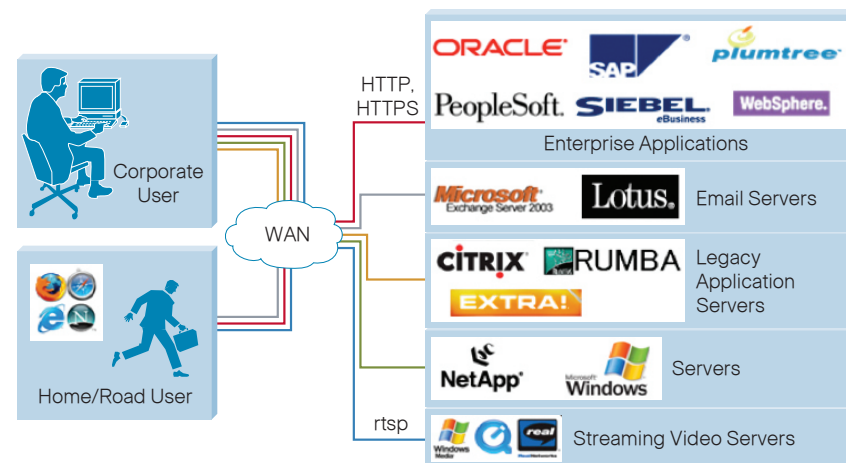 Corporate
User
Home/Road User
WAN
HTTP,
HTTPS
rtsp
ORACLE®
SAP®
plumtree
PeopleSoft.
SIEBEL.
eBusiness
WebSphere.
Enterprise Applications
Microsoft®
Exchange Server 2003
Lotus.
Email Servers
CITRIX®
RUMBA
EXTRA!
Legacy
Application
Servers
NetApp®
Microsoft®
Windows
Servers
Windows
Media
real
Streaming Video Servers